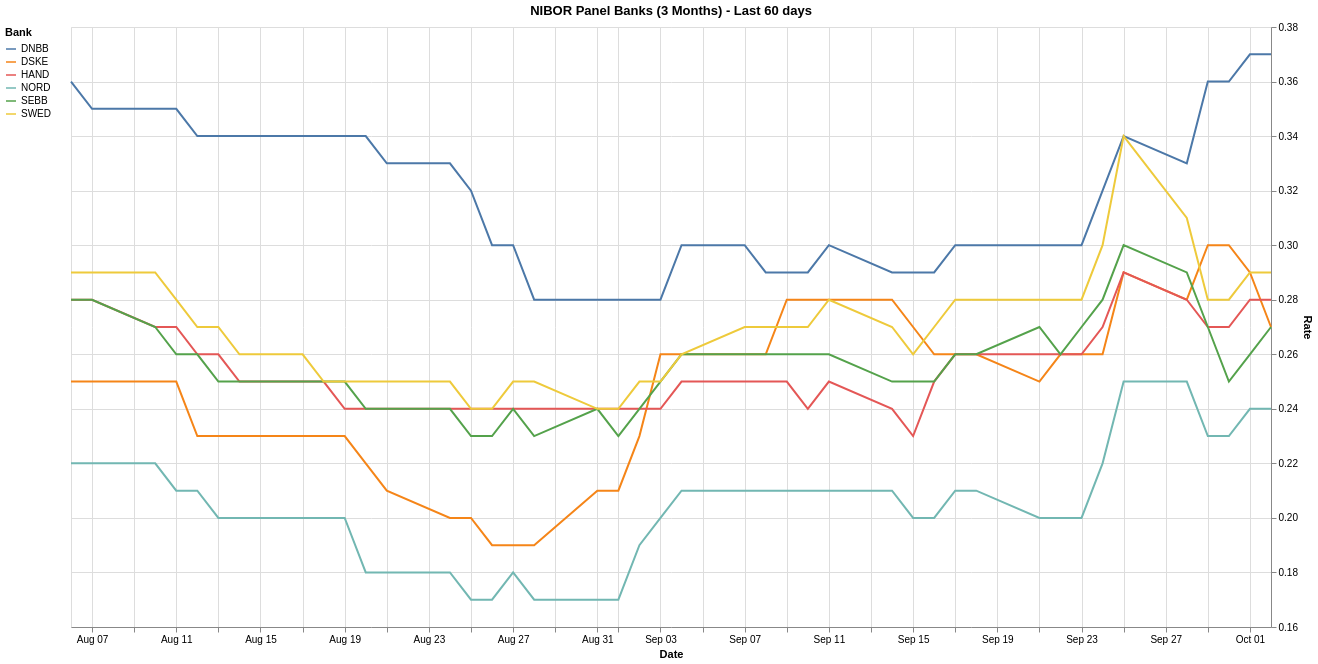 NIBOR Panel Banks (3 Months) - Last 60 days
Bank
DNBB
DSKE
HAND
NORD
SEBB
SWED
0.38
0.36
0.34
0.32
0.30
0.28
0.26
0.24
0.22
0.20
0.18
0.16
Rate
Aug 07 Aug 11 Aug 15 Aug 19 Aug 23 Aug 27 Aug 31 Sep 03 Sep 07 Sep 11 Sep 15 Sep 19 Sep 23 Sep 27 Oct 01
Date